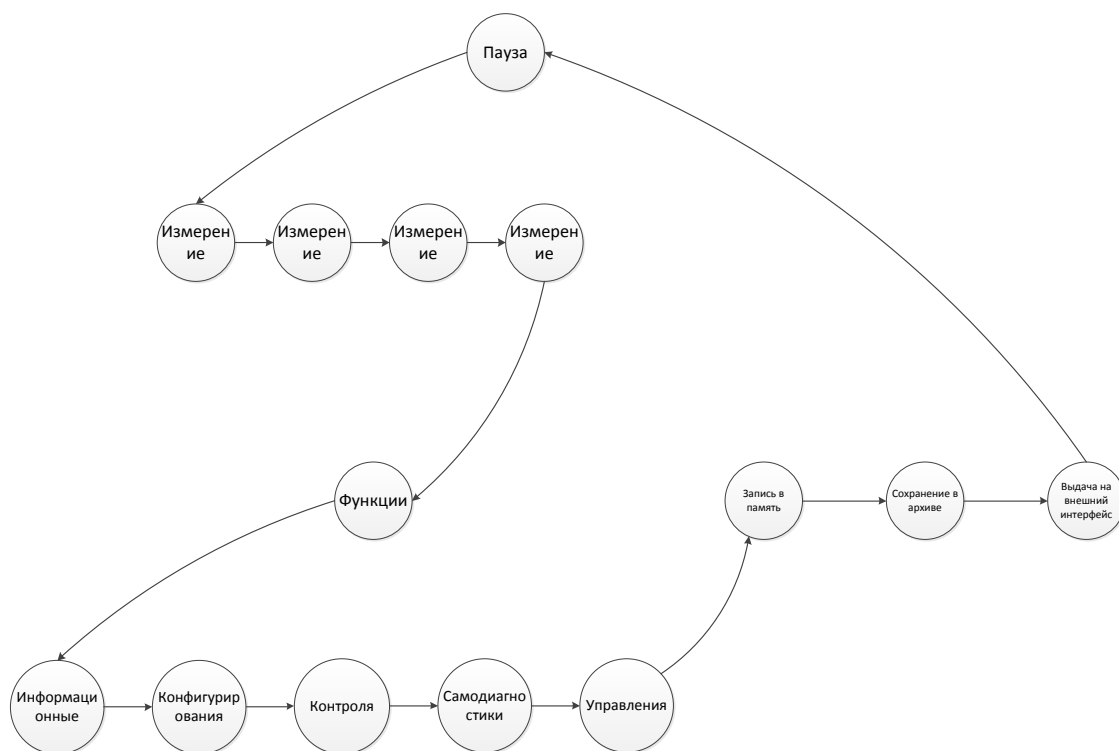 Пауза
Измерен
ие
Измерен
ие
Измерен
ие
Измерен
ие
Функции
Запись в
память
Сохранение в
архиве
Выдача на
внешний
интерфейс
Информаци
онные
Конфигурир
ования
Контроля
Самодиагно
стики
Управления